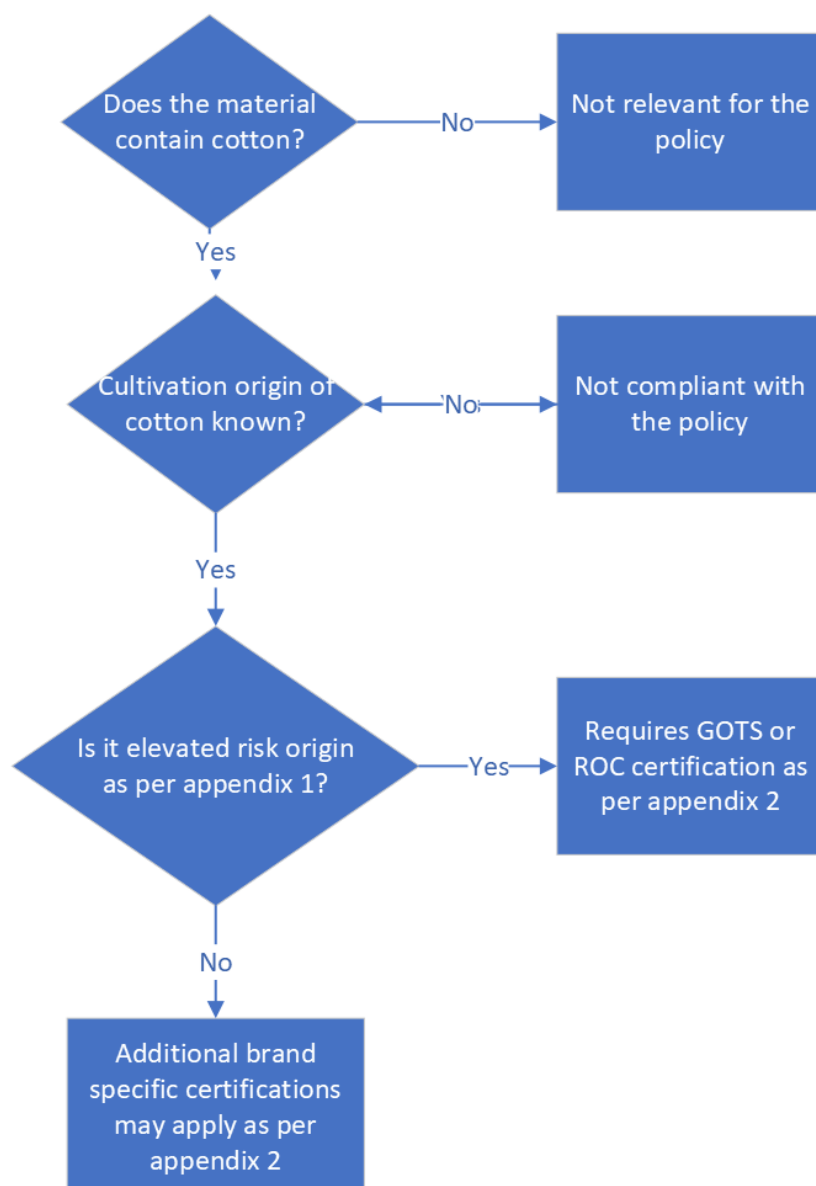 Does the material
contain cotton?
No
Not relevant for the
policy
Yes
Cultivation origin of
cotton known?
No
Not compliant with
the policy
Yes
Is it elevated risk origin
as per appendix 1?
Yes
Requires GOTS or
ROC certification as
per appendix 2
No
Additional brand
specific certifications
may apply as per
appendix 2